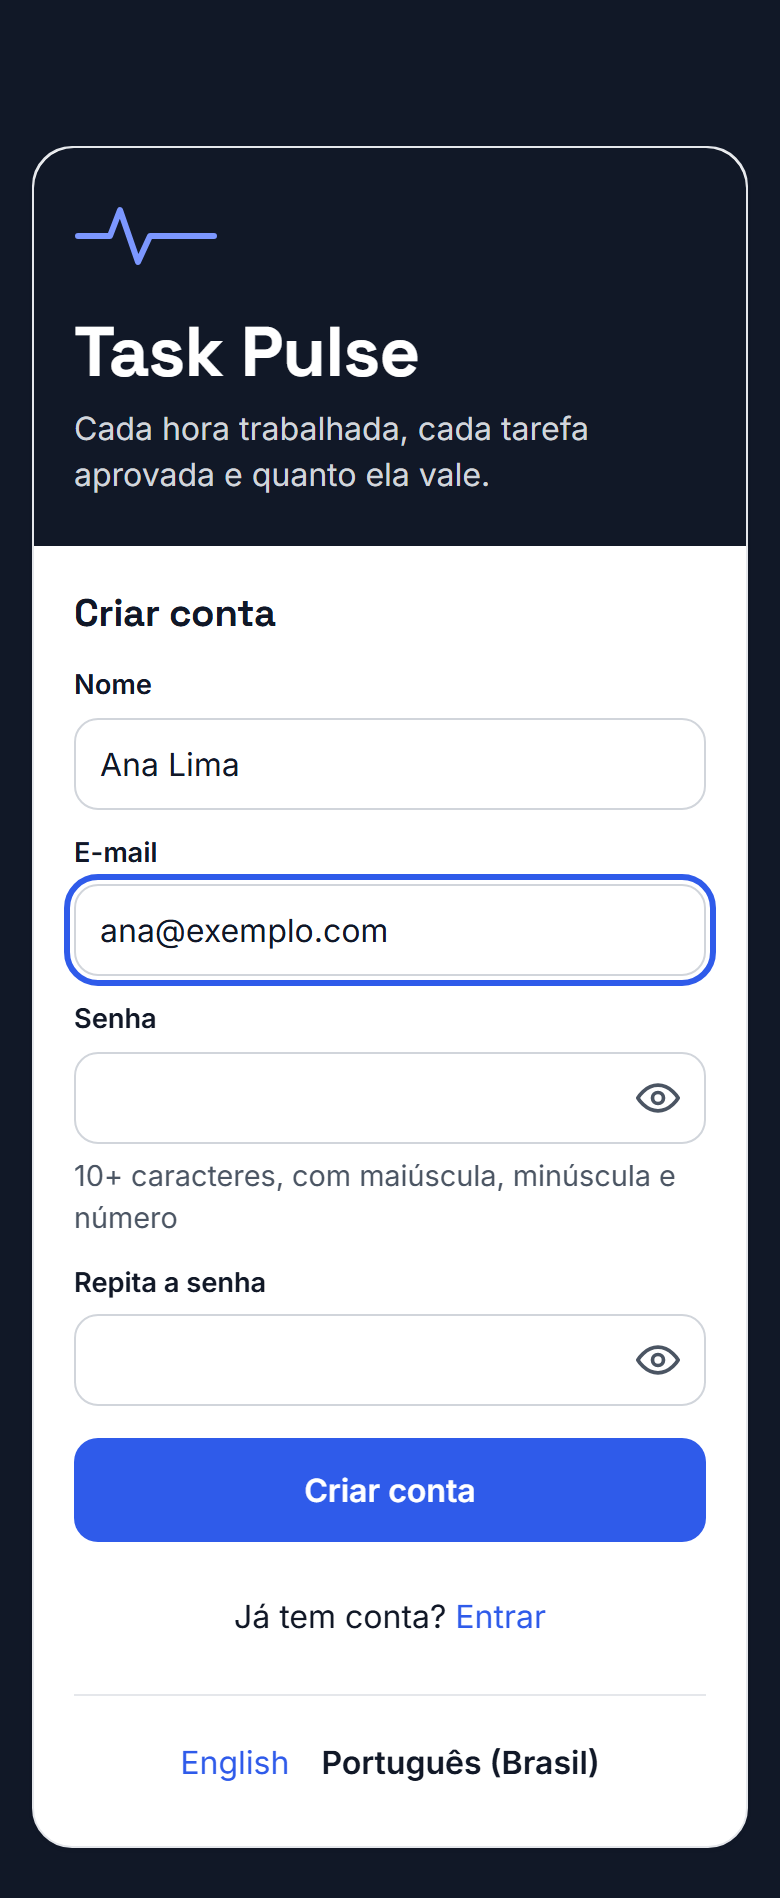 Task Pulse
Cada hora trabalhada, cada tarefa
aprovada e quanto ela vale.
Criar conta
Nome
Ana Lima
E-mail
ana@exemplo.com
Senha
10+ caracteres, com maiúscula, minúscula e
número
Repita a senha
Criar conta
Já tem conta? Entrar
English Português (Brasil)